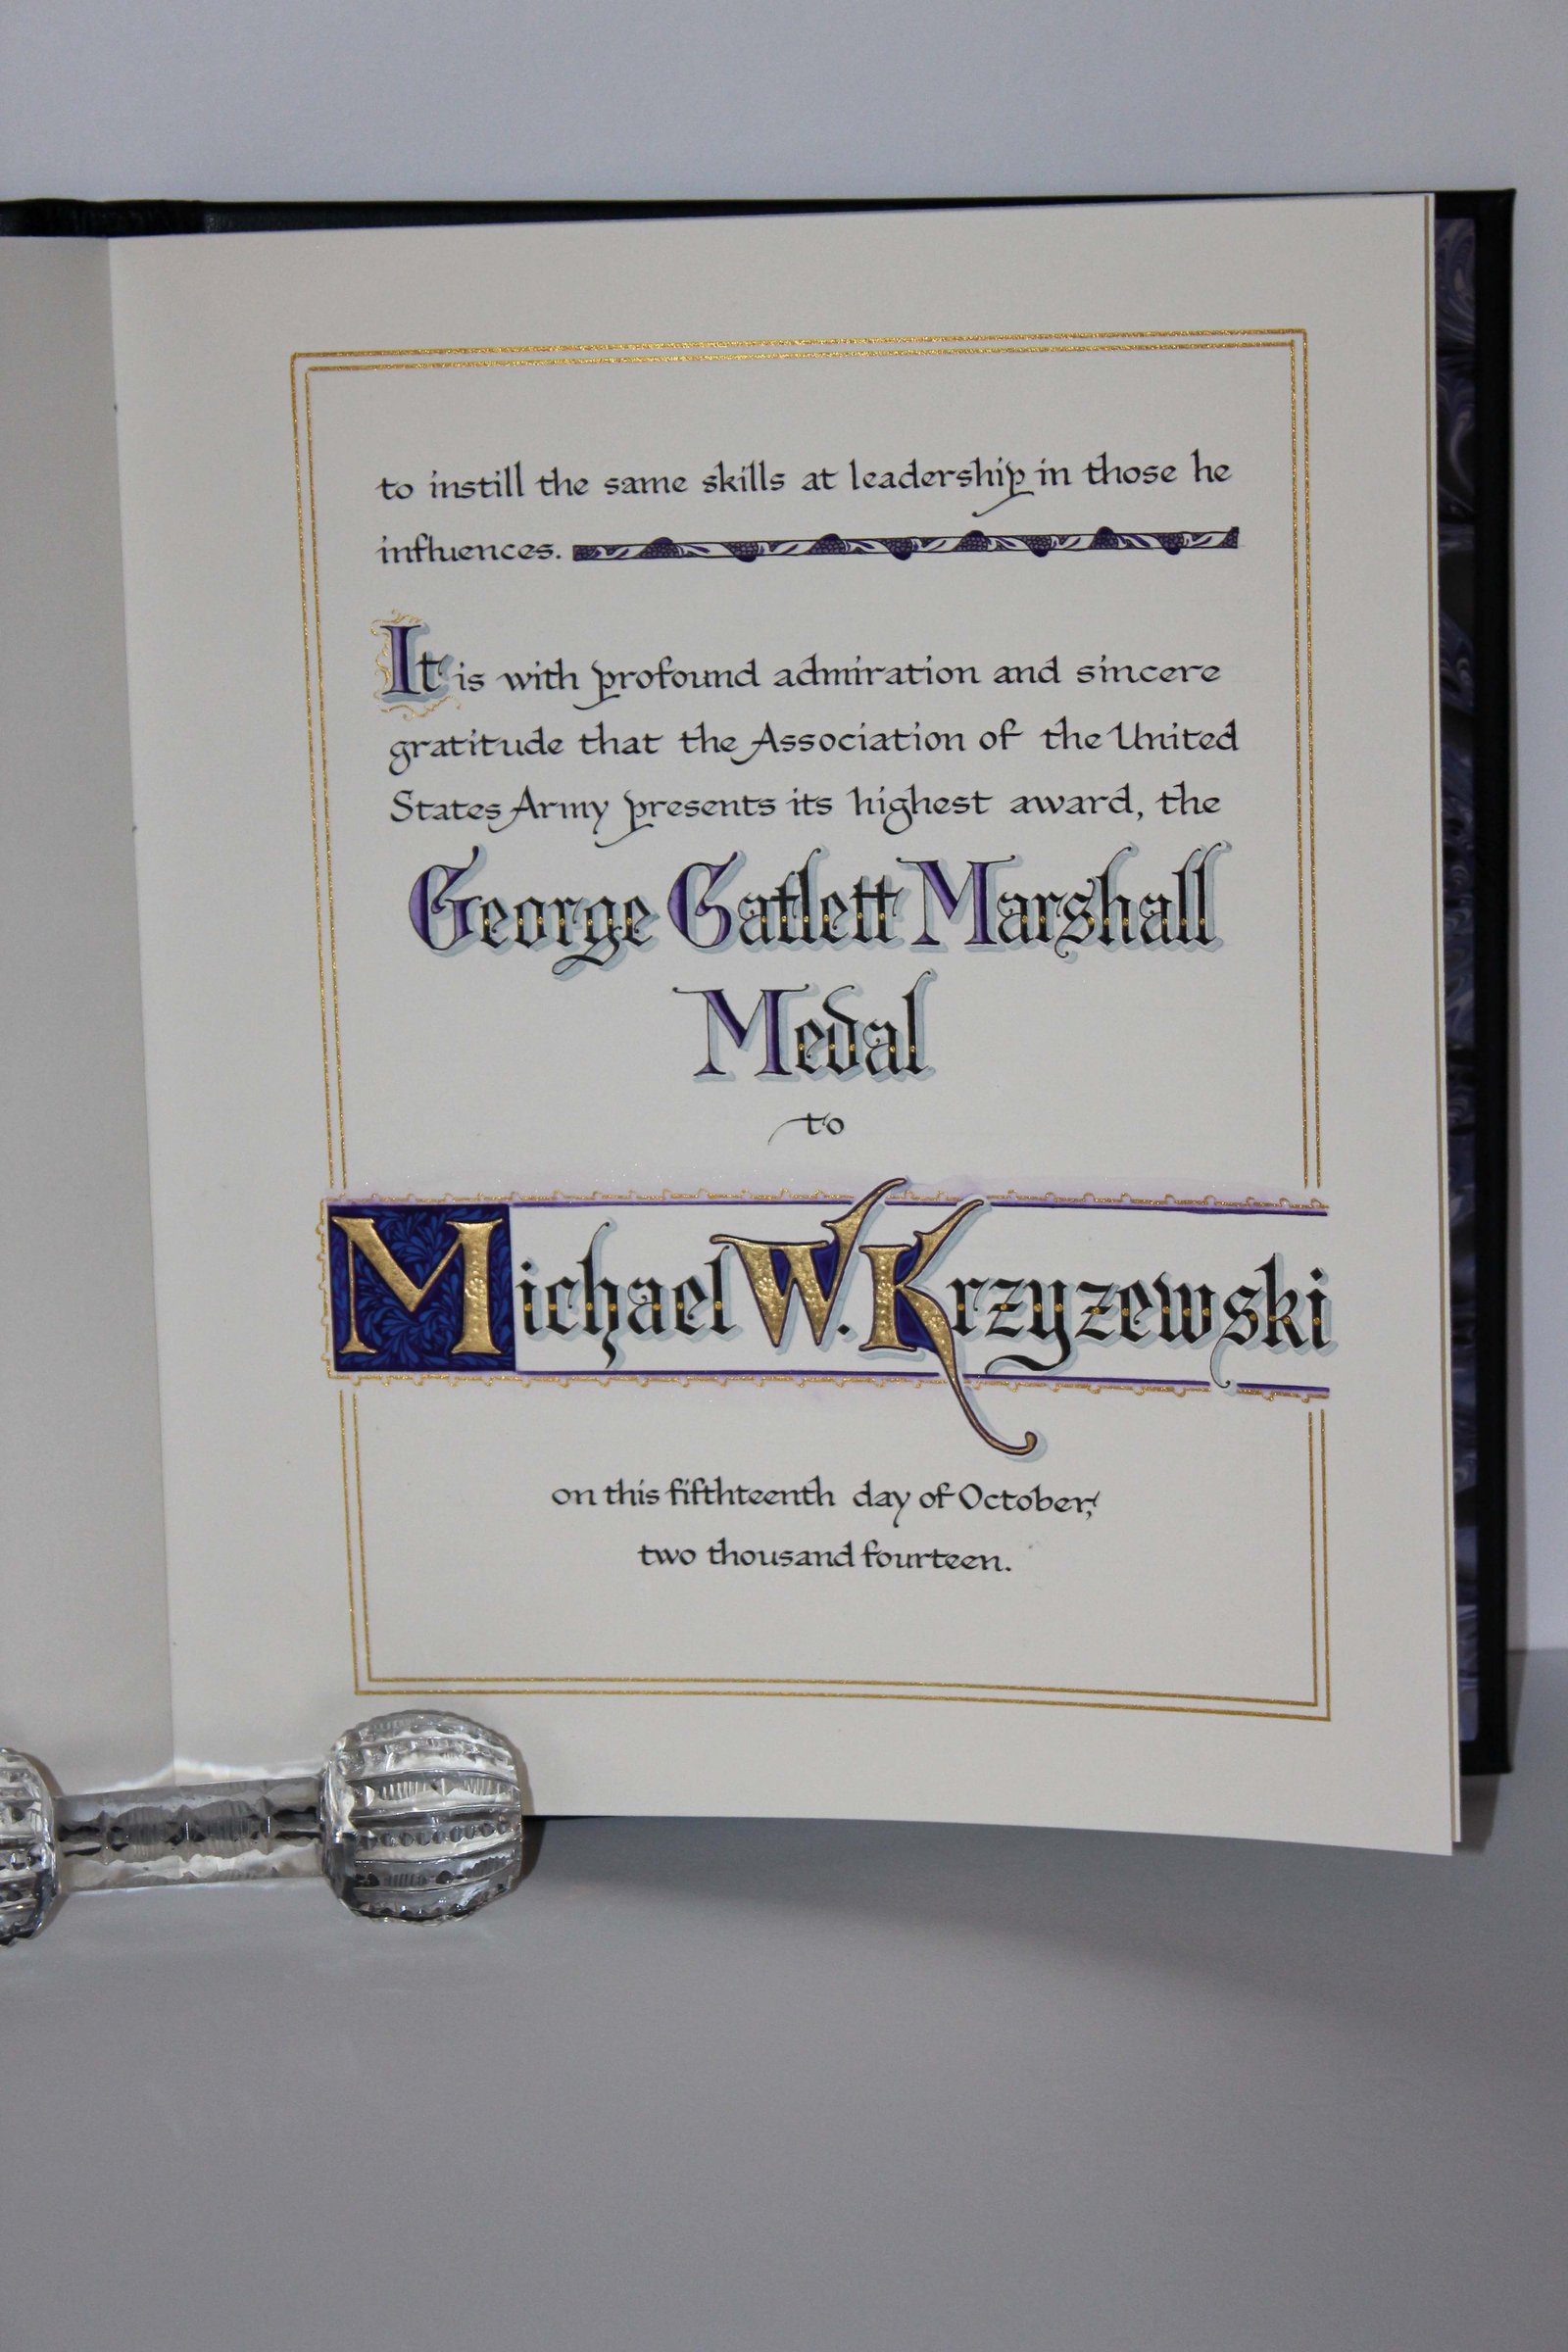 to instill the same skills at leadership in those he
influences.
It is with profound admiration and sincere
gratitude that the Association of the United
States Army presents its highest award, the
George Gatlett Marshall
Medal
to
Michael W. Krzyzewski
on this fifthteenth day of October,
two thousand fourteen.